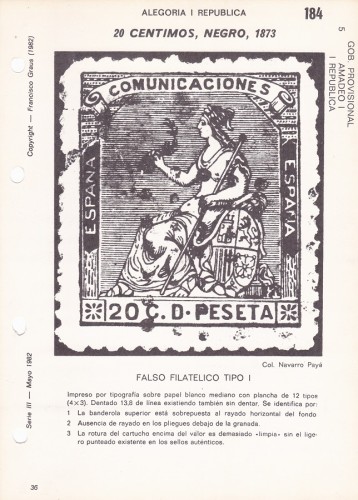 ALEGORIA I REPUBLICA
184
20 CENTIMOS, NEGRO, 1873
5
GOB. PROVISIONAL
AMADEO I
I REPUBLICA
Copyright — Francisco Graus (1982)
COMUNICACIONES
ESPAÑA
ESPAÑA
20 C. D. PESETA
Col. Navarro Payá
FALSO FILATELICO TIPO I
Impreso por tipografía sobre papel blanco mediano con plancha de 12 tipos
(4×3). Dentado 13,8 de línea existiendo también sin dentar. Se identifica por:
1 La banderola superior está sobrepuesta al rayado horizontal del fondo
2 Ausencia de rayado en los pliegues debajo de la granada.
3 La rotura del cartucho encima del valor es demasiado «limpia» sin el lige-
ro punteado existente en los sellos auténticos.
Serie III — Mayo 1982
36